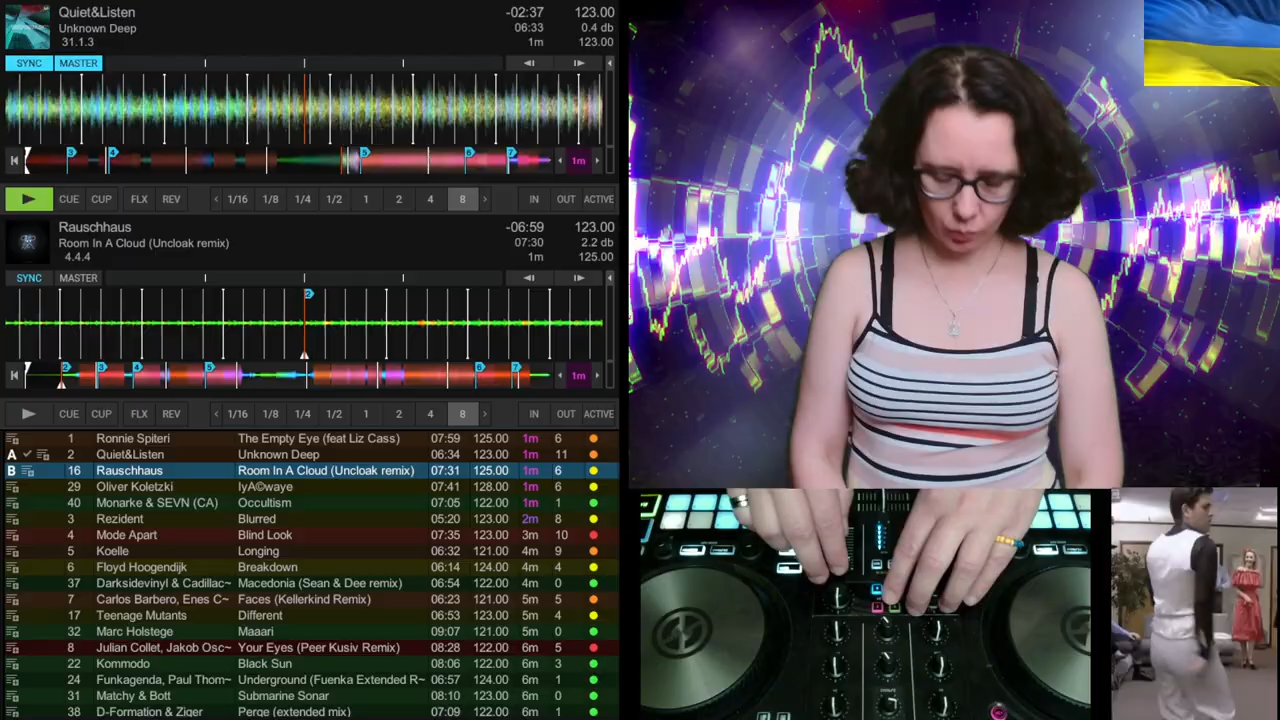 Quiet&Listen -02:37 123.00
Unknown Deep 06:33 0.4 db
31.1.3 1m 123.00
SYNC MASTER
3 4 5 6 7 1m
CUE CUP FLX REV 1/16 1/8 1/4 1/2 1 2 4 8 IN OUT ACTIVE
Rauschhaus -06:59 123.00
Room In A Cloud (Uncloak remix) 07:30 2.2 db
4.4.4 1m 125.00
SYNC MASTER
2
2 3 4 5 6 7 1m
CUE CUP FLX REV 1/16 1/8 1/4 1/2 1 2 4 8 IN OUT ACTIVE
1 Ronnie Spiteri The Empty Eye (feat Liz Cass) 07:59 125.00 1m 6
A 2 Quiet&Listen Unknown Deep 06:34 123.00 1m 11
B 16 Rauschhaus Room In A Cloud (Uncloak remix) 07:31 125.00 1m 6
29 Oliver Koletzki IyÃ©waye 07:41 128.00 1m 6
40 Monarke & SEVN (CA) Occultism 07:05 122.00 1m 1
3 Rezident Blurred 05:20 123.00 2m 8
4 Mode Apart Blind Look 07:35 123.00 3m 10
5 Koelle Longing 06:32 121.00 4m 9
6 Floyd Hoogendijk Breakdown 06:14 124.00 4m 4
37 Darksidevinyl & Cadillac~ Macedonia (Sean & Dee remix) 06:54 122.00 4m 0
7 Carlos Barbero, Enes C~ Faces (Kellerkind Remix) 06:23 121.00 5m 5
17 Teenage Mutants Different 06:53 122.00 5m 4
32 Marc Holstege Maaari 09:07 121.00 5m 0
8 Julian Collet, Jakob Osc~ Your Eyes (Peer Kusiv Remix) 08:28 122.00 6m 5
22 Kommodo Black Sun 08:06 122.00 6m 3
24 Funkagenda, Paul Thom~ Underground (Fuenka Extended R~ 06:57 124.00 6m 1
31 Matchy & Bott Submarine Sonar 08:10 123.00 6m 0
38 D-Formation & Ziger Perge (extended mix) 07:09 122.00 6m 1